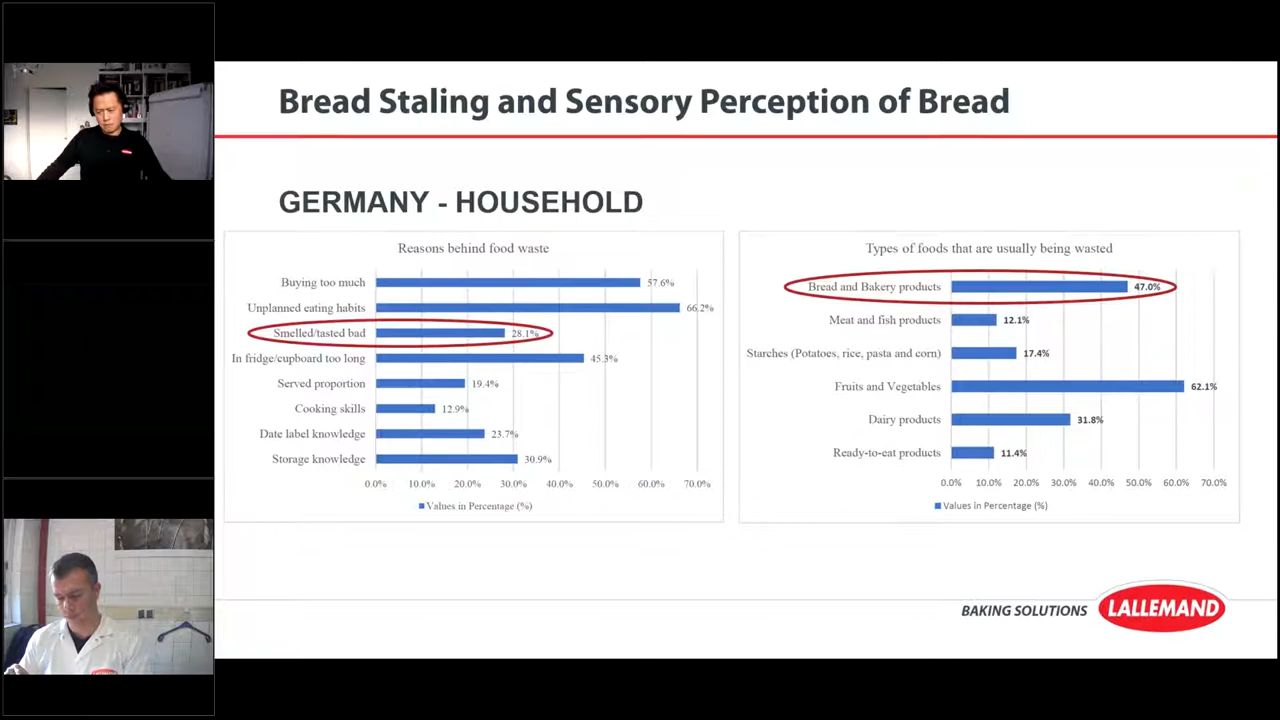 Bread Staling and Sensory Perception of Bread
GERMANY - HOUSEHOLD
Reasons behind food waste
Buying too much 57.6%
Unplanned eating habits 66.2%
Smelled/tasted bad 28.1%
In fridge/cupboard too long 45.3%
Served proportion 19.4%
Cooking skills 12.9%
Date label knowledge 23.7%
Storage knowledge 30.9%
0.0% 10.0% 20.0% 30.0% 40.0% 50.0% 60.0% 70.0%
Values in Percentage (%)
Types of foods that are usually being wasted
Bread and Bakery products 47.0%
Meat and fish products 12.1%
Starches (Potatoes, rice, pasta and corn) 17.4%
Fruits and Vegetables 62.1%
Dairy products 31.8%
Ready-to-eat products 11.4%
0.0% 10.0% 20.0% 30.0% 40.0% 50.0% 60.0% 70.0%
Values in Percentage (%)
BAKING SOLUTIONS LALLEMAND